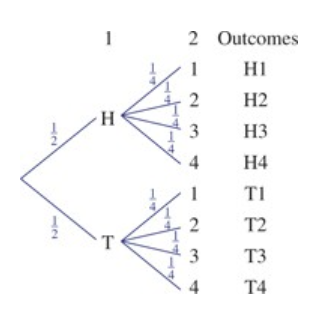 1 2 Outcomes
1/4 1 H1
1/4 2 H2
H
1/4 3 H3
1/2
1/4 4 H4
1/4 1 T1
1/2
1/4 2 T2
T
1/4 3 T3
1/4 4 T4